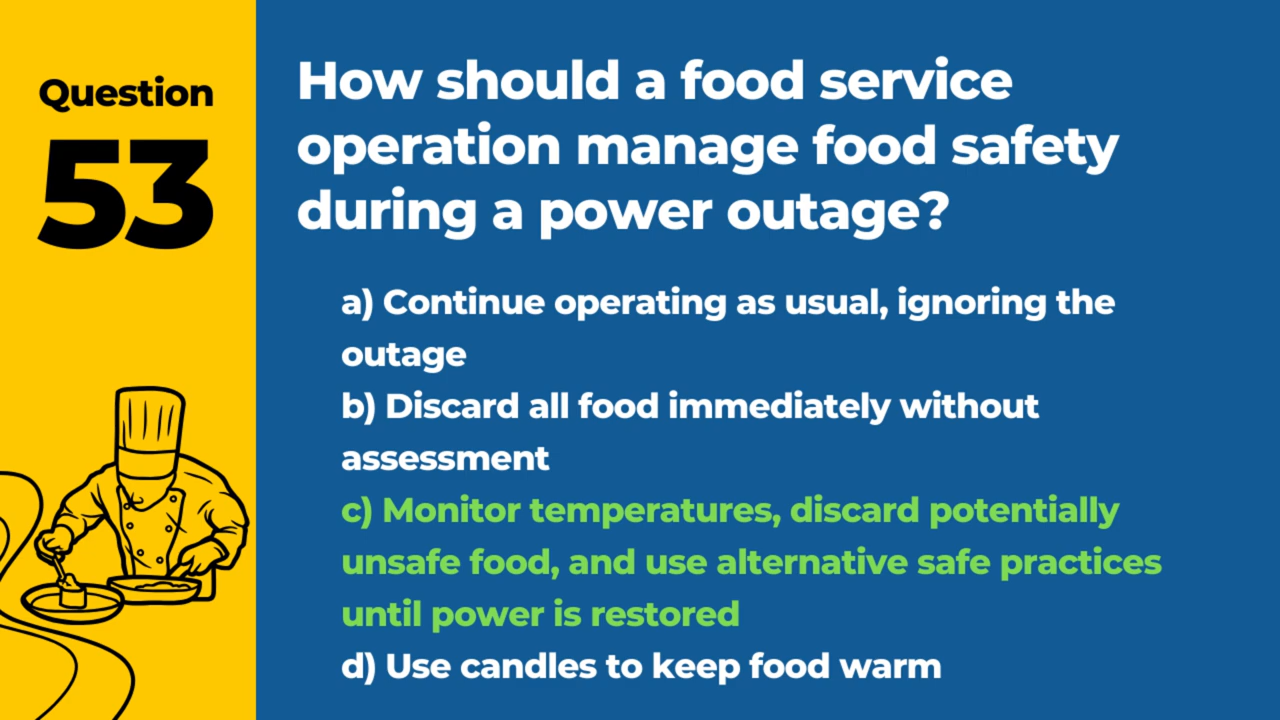 Question
53
How should a food service
operation manage food safety
during a power outage?
a) Continue operating as usual, ignoring the
outage
b) Discard all food immediately without
assessment
c) Monitor temperatures, discard potentially
unsafe food, and use alternative safe practices
until power is restored
d) Use candles to keep food warm